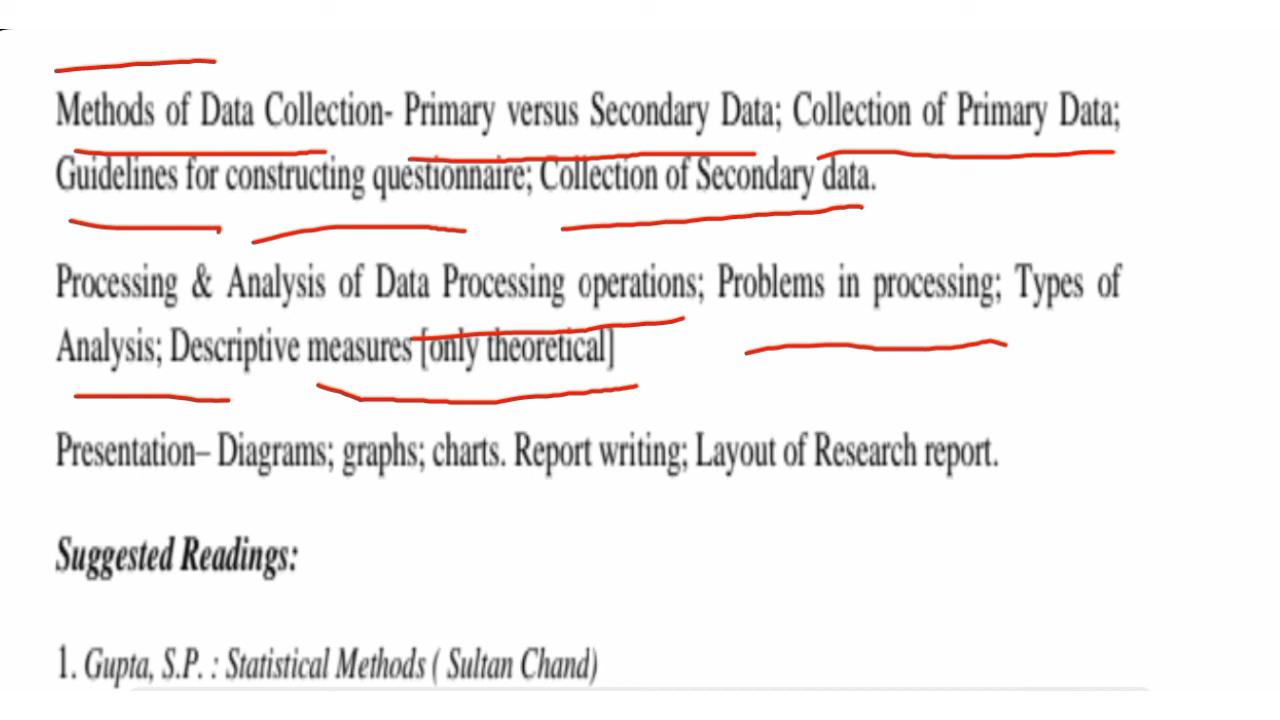 Methods of Data Collection- Primary versus Secondary Data; Collection of Primary Data;
Guidelines for constructing questionnaire; Collection of Secondary data.
Processing & Analysis of Data Processing operations; Problems in processing; Types of
Analysis; Descriptive measures [only theoretical]
Presentation– Diagrams; graphs; charts. Report writing; Layout of Research report.
Suggested Readings:
1. Gupta, S.P. : Statistical Methods ( Sultan Chand)